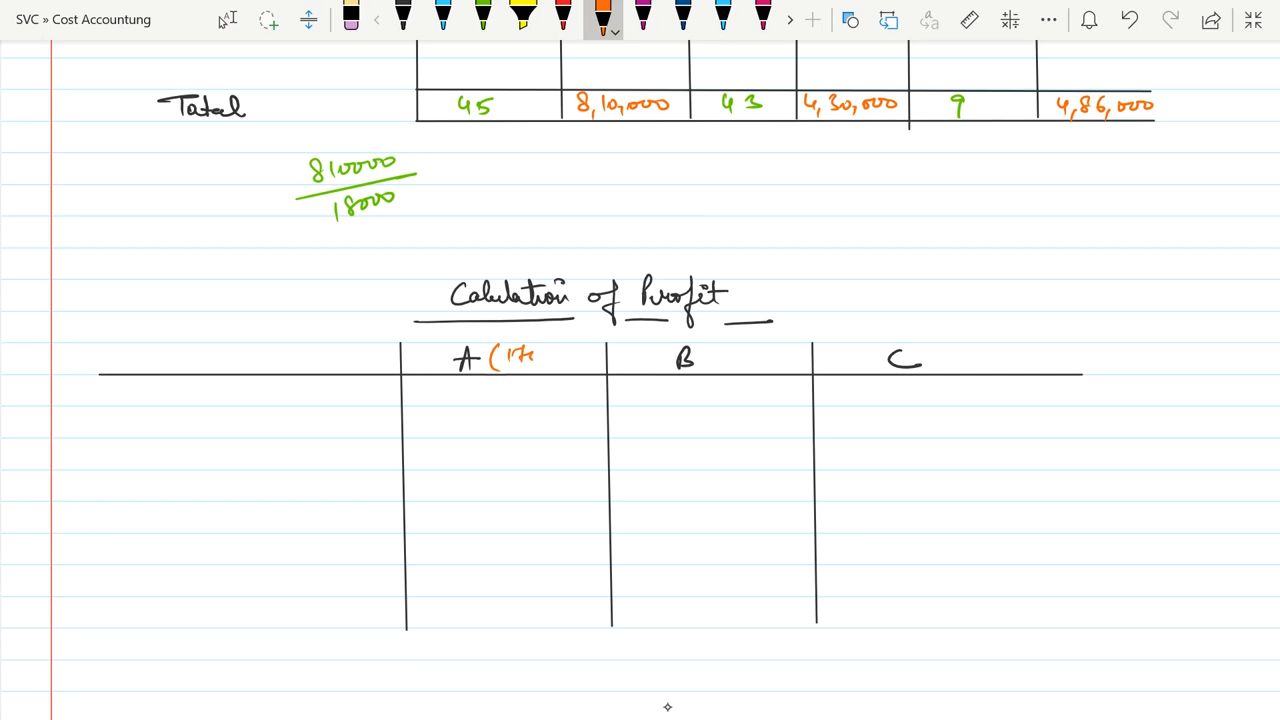 SVC » Cost Accountung
Total 45 8,10,000 43 4,30,000 9 4,86,000
810000
18000
Calculation of Profit
A ( B C